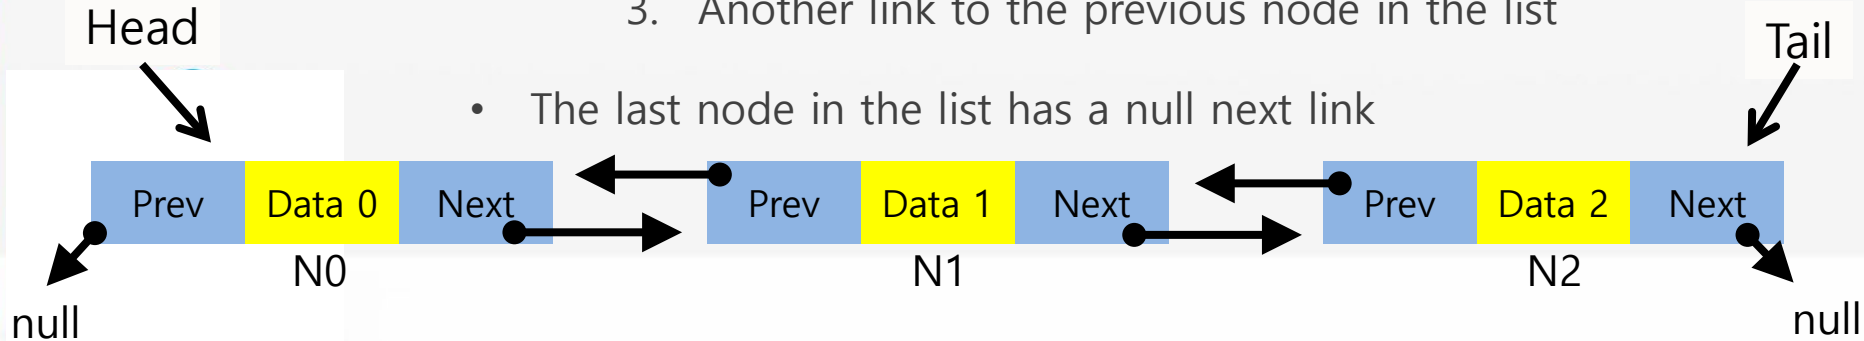 3. Another link to the previous node in the list
Head
Tail
• The last node in the list has a null next link
Prev Data 0 Next Prev Data 1 Next Prev Data 2 Next
N0 N1 N2
null null